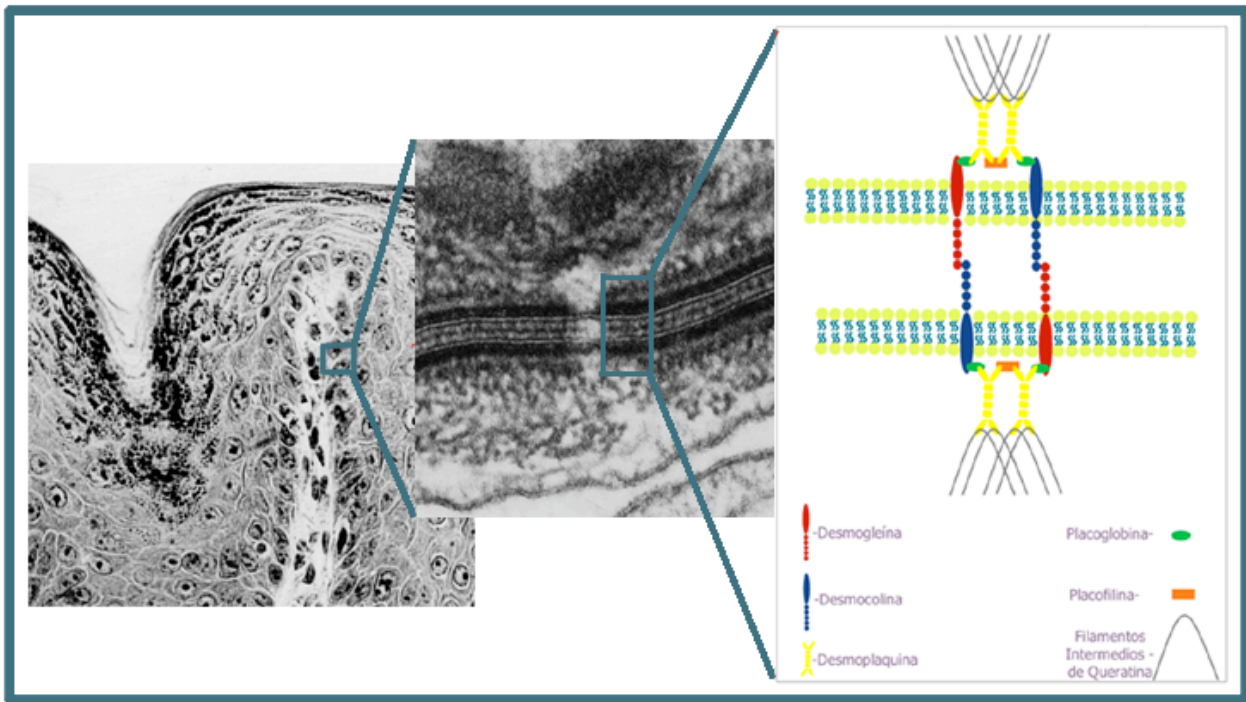 -Desmogleína
Placoglobina-
-Desmocolina
Placofilina-
-Desmoplaquina
Filamentos
Intermedios -
de Queratina